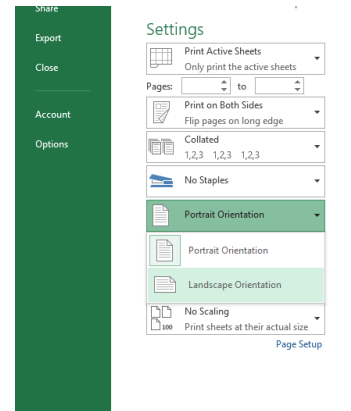 Share
Export
Close
Account
Options
Settings
Print Active Sheets
Only print the active sheets
Pages: to
Print on Both Sides
Flip pages on long edge
Collated
1,2,3 1,2,3 1,2,3
No Staples
Portrait Orientation
Portrait Orientation
Landscape Orientation
No Scaling
100 Print sheets at their actual size
Page Setup